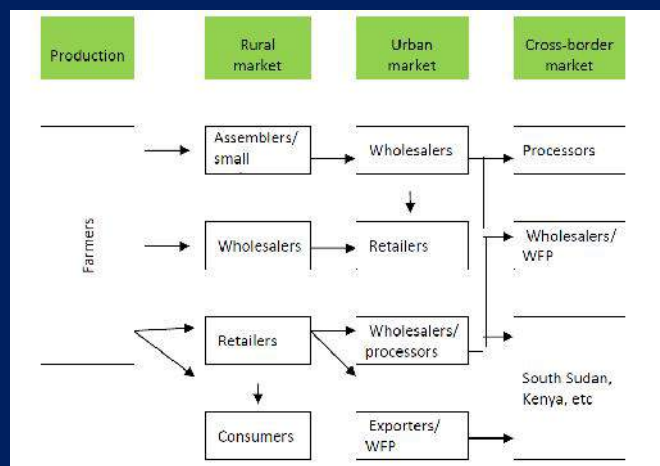 Production
Rural
market
Urban
market
Cross-border
market
Farmers
Assemblers/
small
Wholesalers
Processors
Wholesalers
Retailers
Wholesalers/
WFP
Retailers
Wholesalers/
processors
South Sudan,
Kenya, etc
Consumers
Exporters/
WFP